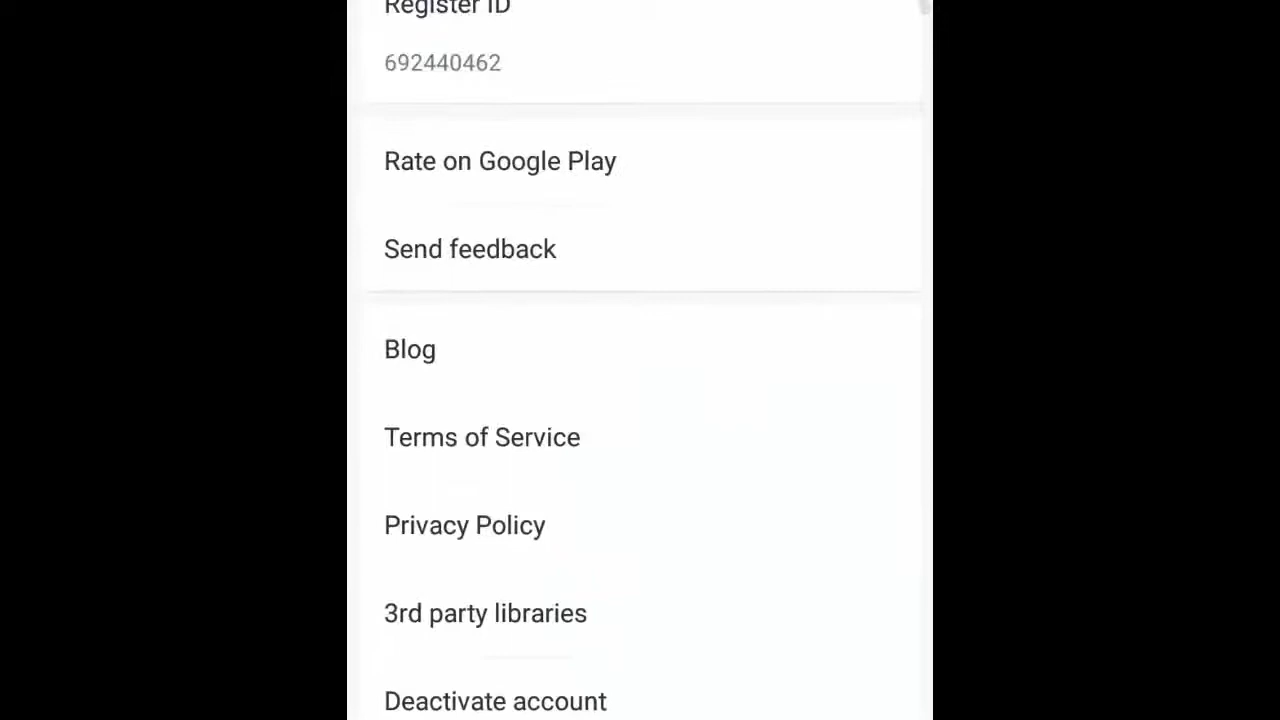 Register ID
692440462
Rate on Google Play
Send feedback
Blog
Terms of Service
Privacy Policy
3rd party libraries
Deactivate account